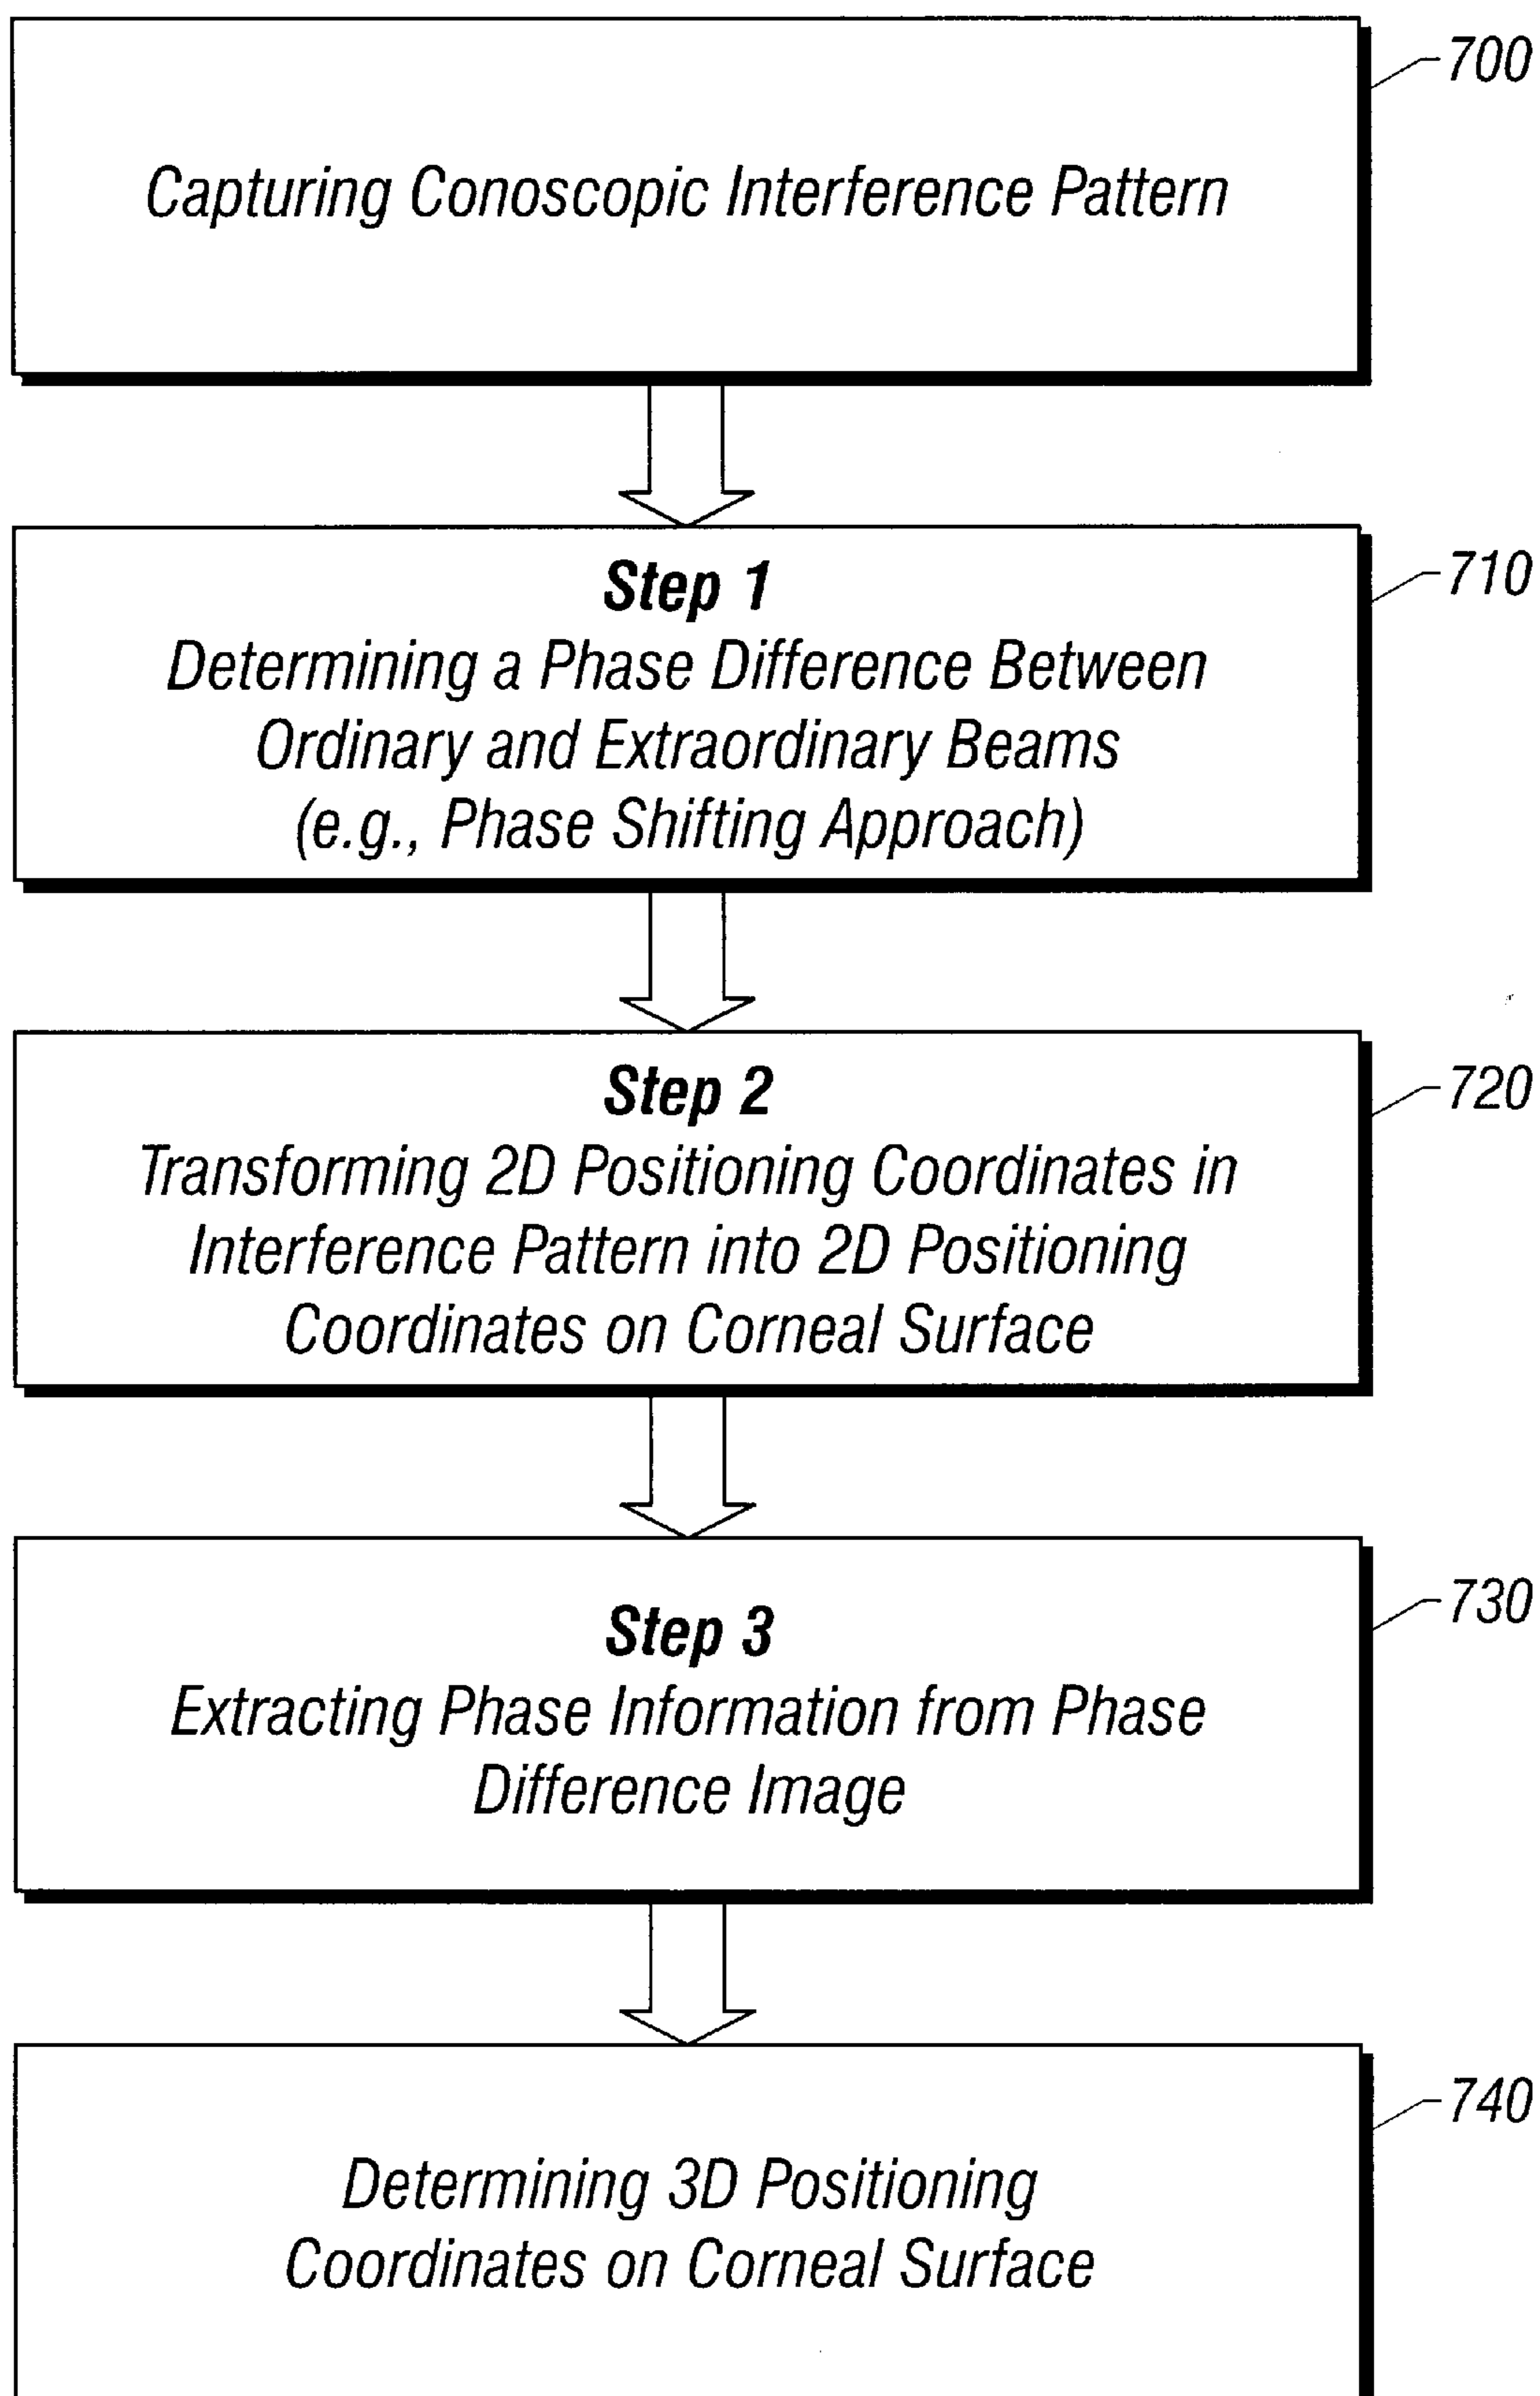 700
Capturing Conoscopic Interference Pattern
710
Step 1
Determining a Phase Difference Between
Ordinary and Extraordinary Beams
(e.g., Phase Shifting Approach)
720
Step 2
Transforming 2D Positioning Coordinates in
Interference Pattern into 2D Positioning
Coordinates on Corneal Surface
730
Step 3
Extracting Phase Information from Phase
Difference Image
740
Determining 3D Positioning
Coordinates on Corneal Surface